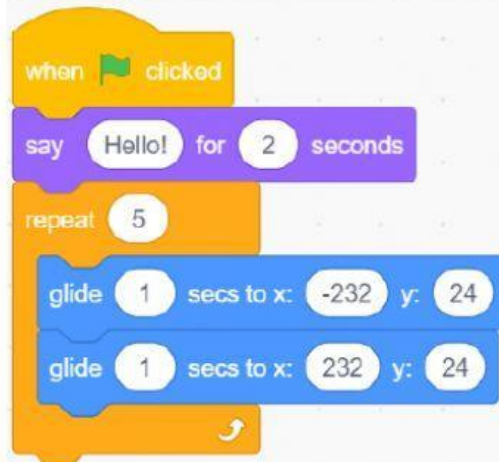 when clicked
say Hello! for 2 seconds
repeat 5
glide 1 secs to x: -232 y: 24
glide 1 secs to x: 232 y: 24